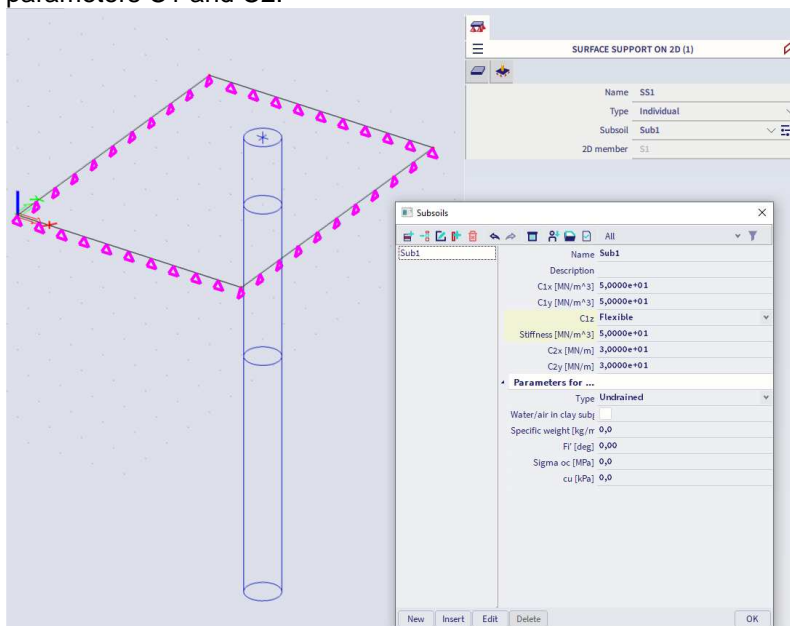 parameters C1 and C2.
SURFACE SUPPORT ON 2D (1)
Name SS1
Type Individual
Subsoil Sub1
2D member S1
Subsoils
All
Sub1
Name Sub1
Description
C1x [MN/m^3] 5,0000e+01
C1y [MN/m^3] 5,0000e+01
C1z Flexible
Stiffness [MN/m^3] 5,0000e+01
C2x [MN/m] 3,0000e+01
C2y [MN/m] 3,0000e+01
Parameters for ...
Type Undrained
Water/air in clay subg
Specific weight [kg/m 0,0
Fi' [deg] 0,00
Sigma oc [MPa] 0,0
cu [kPa] 0,0
New Insert Edit Delete OK